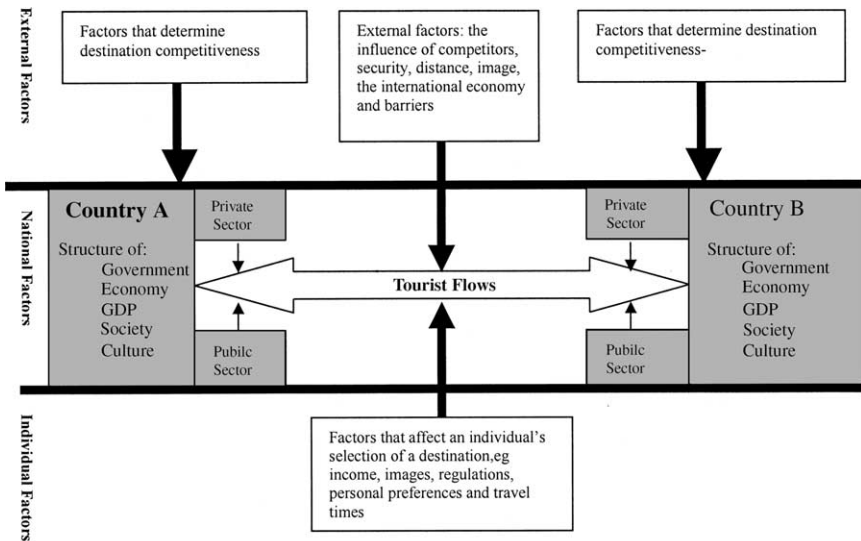 External Factors
Factors that determine
destination competitiveness
External factors: the
influence of competitors,
security, distance, image,
the international economy
and barriers
Factors that determine destination
competitiveness-
National Factors
Country A
Structure of:
Government
Economy
GDP
Society
Culture
Private
Sector
Pubilc
Sector
Tourist Flows
Private
Sector
Pubilc
Sector
Country B
Structure of:
Government
Economy
GDP
Society
Culture
Individual Factors
Factors that affect an individual's
selection of a destination,eg
income, images, regulations,
personal preferences and travel
times